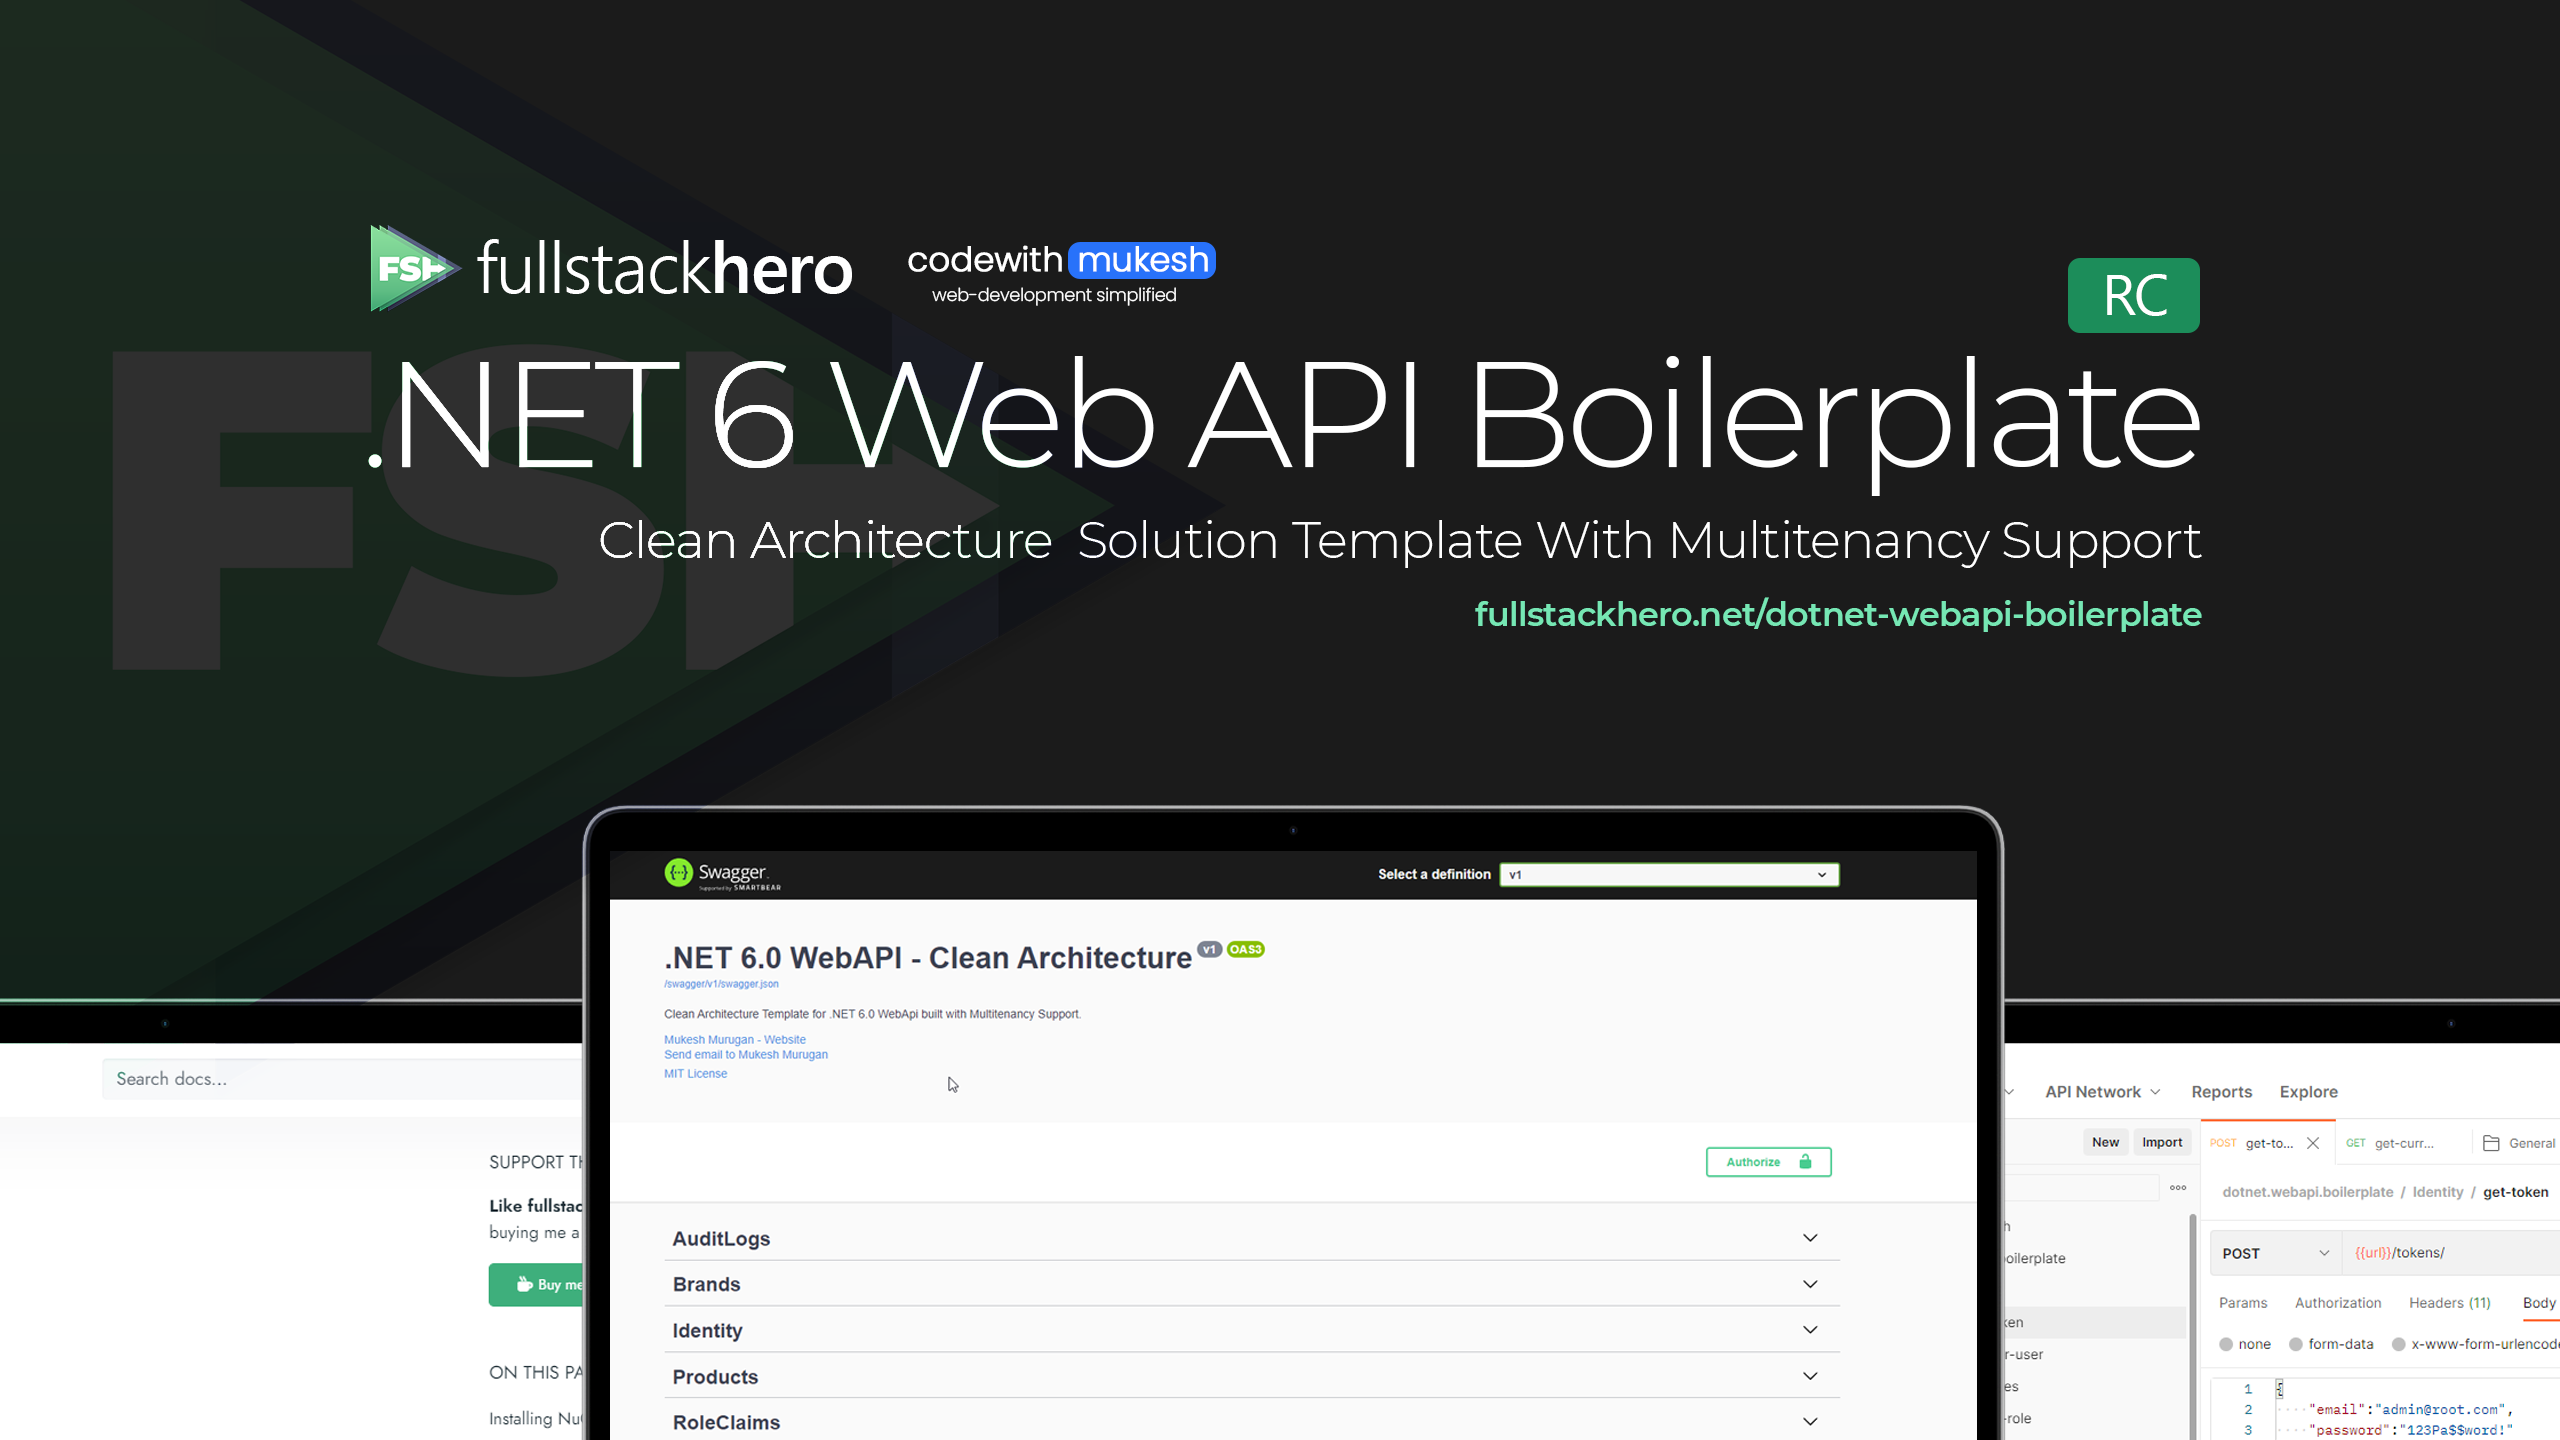 FSH fullstackhero
codewith mukesh
web-development simplified
RC
.NET 6 Web API Boilerplate
Clean Architecture Solution Template With Multitenancy Support
fullstackhero.net/dotnet-webapi-boilerplate
FSH
Swagger
Supported by SMARTBEAR
Select a definition v1
.NET 6.0 WebAPI - Clean Architecture v1 OAS3
/swagger/v1/swagger.json
Clean Architecture Template for .NET 6.0 WebApi built with Multitenancy Support.
Mukesh Murugan - Website
Send email to Mukesh Murugan
MIT License
Authorize
AuditLogs
Brands
Identity
Products
RoleClaims
Search docs...
SUPPORT TH
Like fullstac
buying me a
Buy me
ON THIS PA
Installing Nu
API Network Reports Explore
New Import
POST get-to... GET get-curr... General
dotnet.webapi.boilerplate / Identity / get-token
oilerplate
ken
r-user
es
-role
POST {{url}}/tokens/
Params Authorization Headers (11) Body
none form-data x-www-form-urlencode
1 {
2 "email":"admin@root.com",
3 "password":"123Pa$$word!"